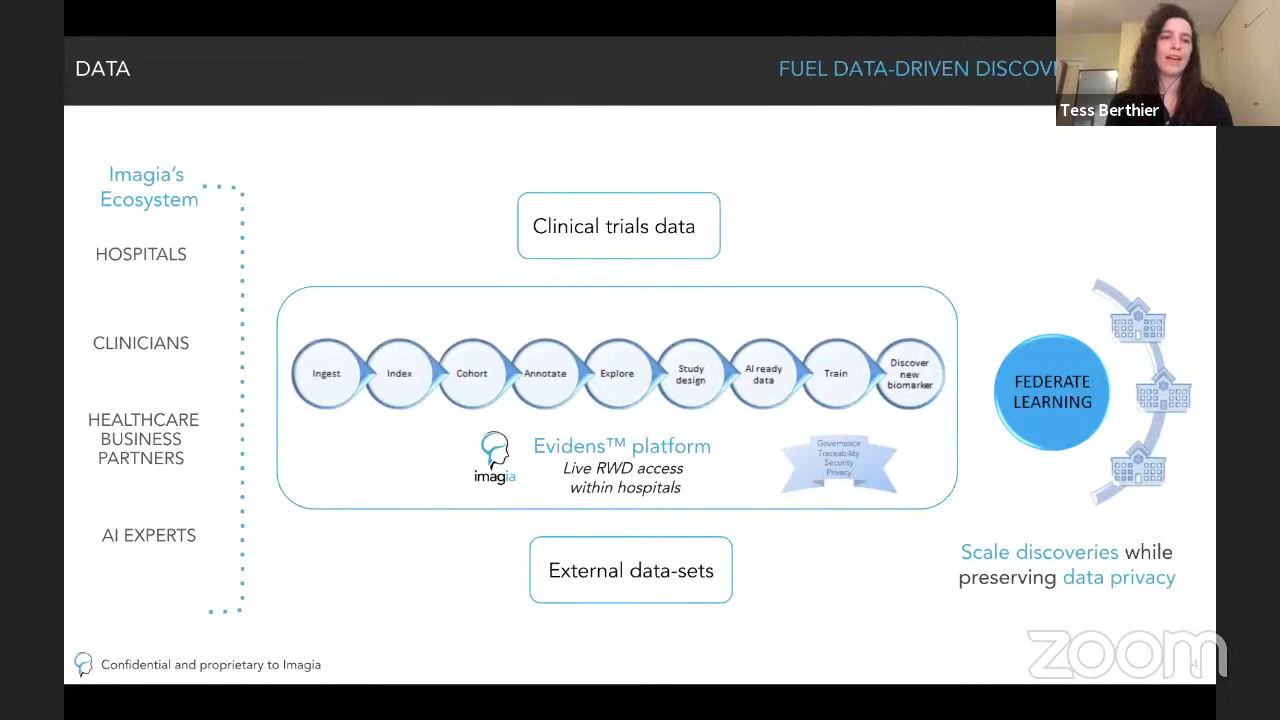 DATA
FUEL DATA-DRIVEN DISCOV
Tess Berthier
Imagia's
Ecosystem
HOSPITALS
CLINICIANS
HEALTHCARE
BUSINESS
PARTNERS
AI EXPERTS
Clinical trials data
Ingest
Index
Cohort
Annotate
Explore
Study
design
AI ready
data
Train
Discover
new
biomarker
imagia
Evidens™ platform
Live RWD access
within hospitals
Governance
Traceability
Security
Privacy
External data-sets
FEDERATE
LEARNING
Scale discoveries while
preserving data privacy
Confidential and proprietary to Imagia
zoom
4